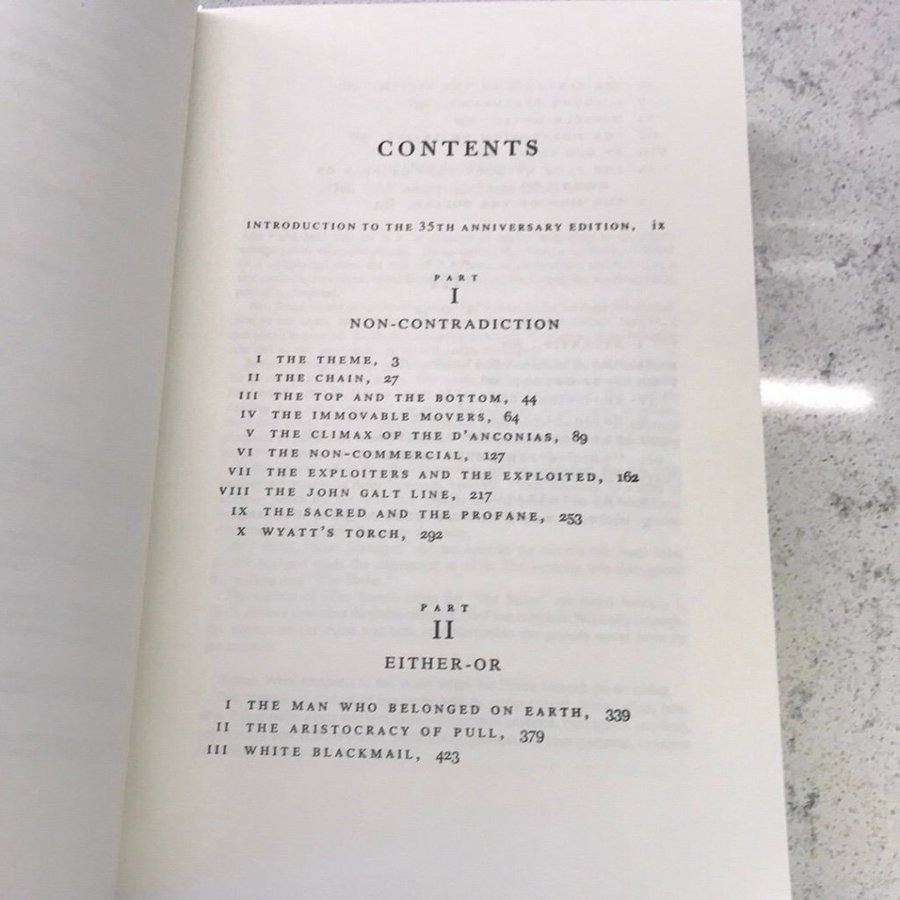 CONTENTS
INTRODUCTION TO THE 35TH ANNIVERSARY EDITION, ix
PART
I
NON-CONTRADICTION
I THE THEME, 3
II THE CHAIN, 27
III THE TOP AND THE BOTTOM, 44
IV THE IMMOVABLE MOVERS, 64
V THE CLIMAX OF THE D'ANCONIAS, 89
VI THE NON-COMMERCIAL, 127
VII THE EXPLOITERS AND THE EXPLOITED, 162
VIII THE JOHN GALT LINE, 217
IX THE SACRED AND THE PROFANE, 253
X WYATT'S TORCH, 292
PART
II
EITHER-OR
I THE MAN WHO BELONGED ON EARTH, 339
II THE ARISTOCRACY OF PULL, 379
III WHITE BLACKMAIL, 423